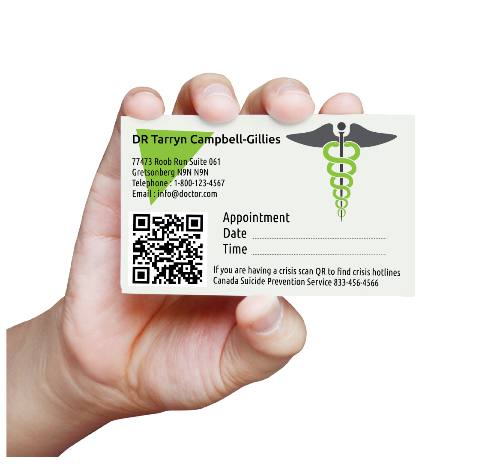 DR Tarryn Campbell-Gillies
77473 Roob Run Suite 061
Gretsonberg N9N N9N
Telephone : 1-800-123-4567
Email : info@doctor.com
Appointment
Date
Time
If you are having a crisis scan QR to find crisis hotlines
Canada Suicide Prevention Service 833-456-4566